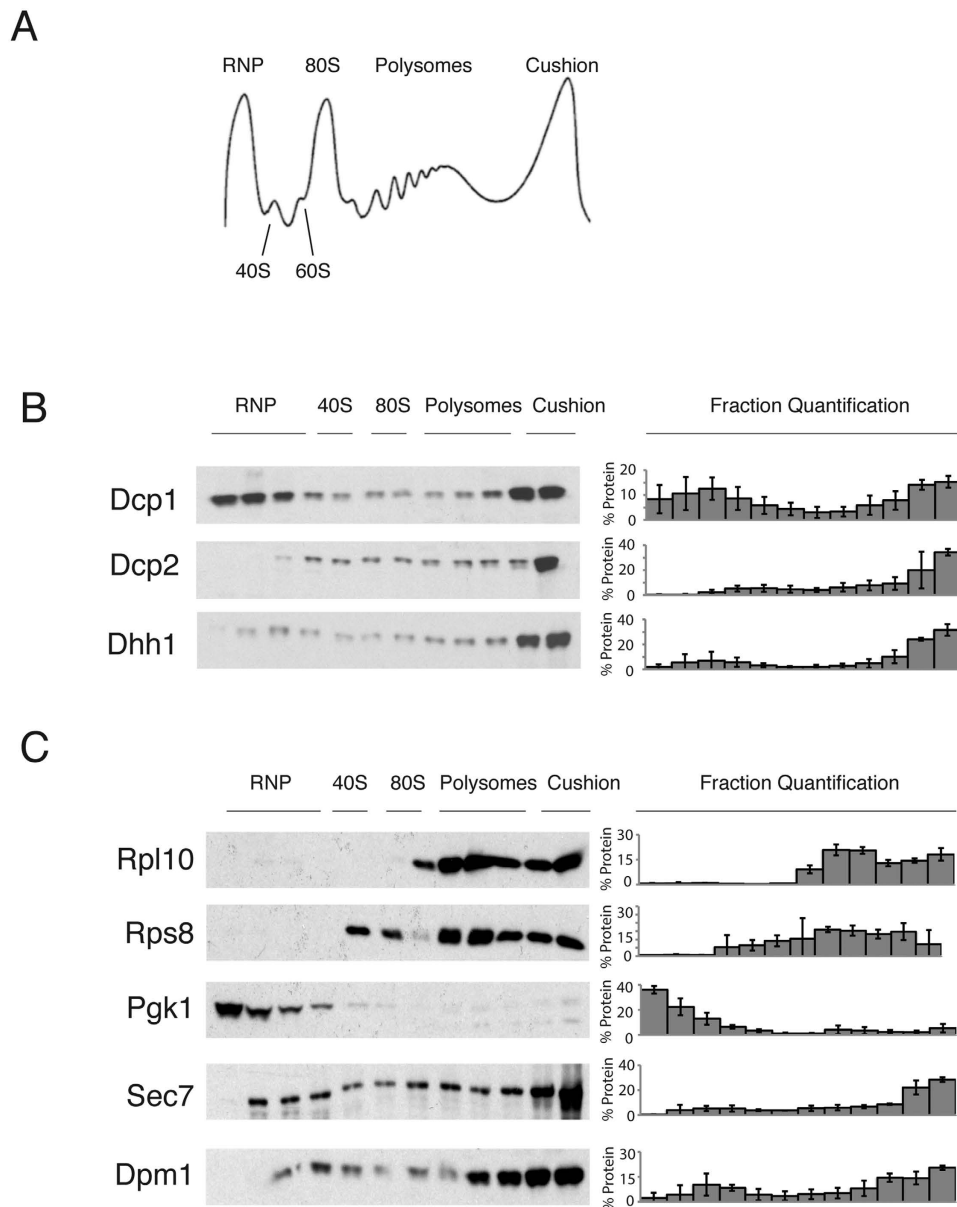 A
RNP 80S Polysomes Cushion
40S 60S
B
RNP 40S 80S Polysomes Cushion Fraction Quantification
Dcp1 % Protein 20 10 0
Dcp2 % Protein 40 20 0
Dhh1 % Protein 40 20 0
C
RNP 40S 80S Polysomes Cushion Fraction Quantification
Rpl10 % Protein 30 15 0
Rps8 % Protein 30 15 0
Pgk1 % Protein 40 20 0
Sec7 % Protein 40 20 0
Dpm1 % Protein 30 15 0